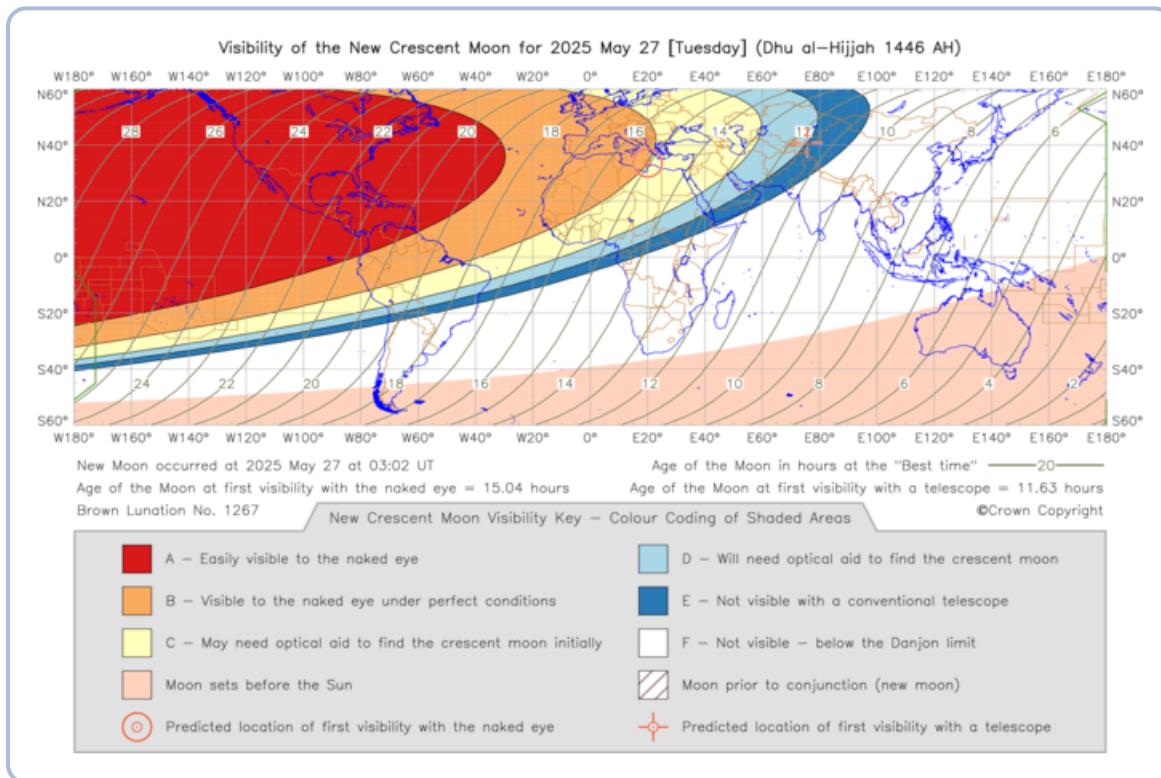 Visibility of the New Crescent Moon for 2025 May 27 [Tuesday] (Dhu al-Hijjah 1446 AH)
W180° W160° W140° W120° W100° W80° W60° W40° W20° 0° E20° E40° E60° E80° E100° E120° E140° E160° E180°
N60° N60°
28 26 24 22 20 18 16 14 12 10 8 6
N40° N40°
N20° N20°
0° 0°
S20° S20°
S40° S40°
24 22 20 18 16 14 12 10 8 6 4 2
S60° S60°
W180° W160° W140° W120° W100° W80° W60° W40° W20° 0° E20° E40° E60° E80° E100° E120° E140° E160° E180°
New Moon occurred at 2025 May 27 at 03:02 UT
Age of the Moon in hours at the "Best time" 20
Age of the Moon at first visibility with the naked eye = 15.04 hours
Age of the Moon at first visibility with a telescope = 11.63 hours
Brown Lunation No. 1267
©Crown Copyright
New Crescent Moon Visibility Key – Colour Coding of Shaded Areas
A – Easily visible to the naked eye
D – Will need optical aid to find the crescent moon
B – Visible to the naked eye under perfect conditions
E – Not visible with a conventional telescope
C – May need optical aid to find the crescent moon initially
F – Not visible – below the Danjon limit
Moon sets before the Sun
Moon prior to conjunction (new moon)
Predicted location of first visibility with the naked eye
Predicted location of first visibility with a telescope